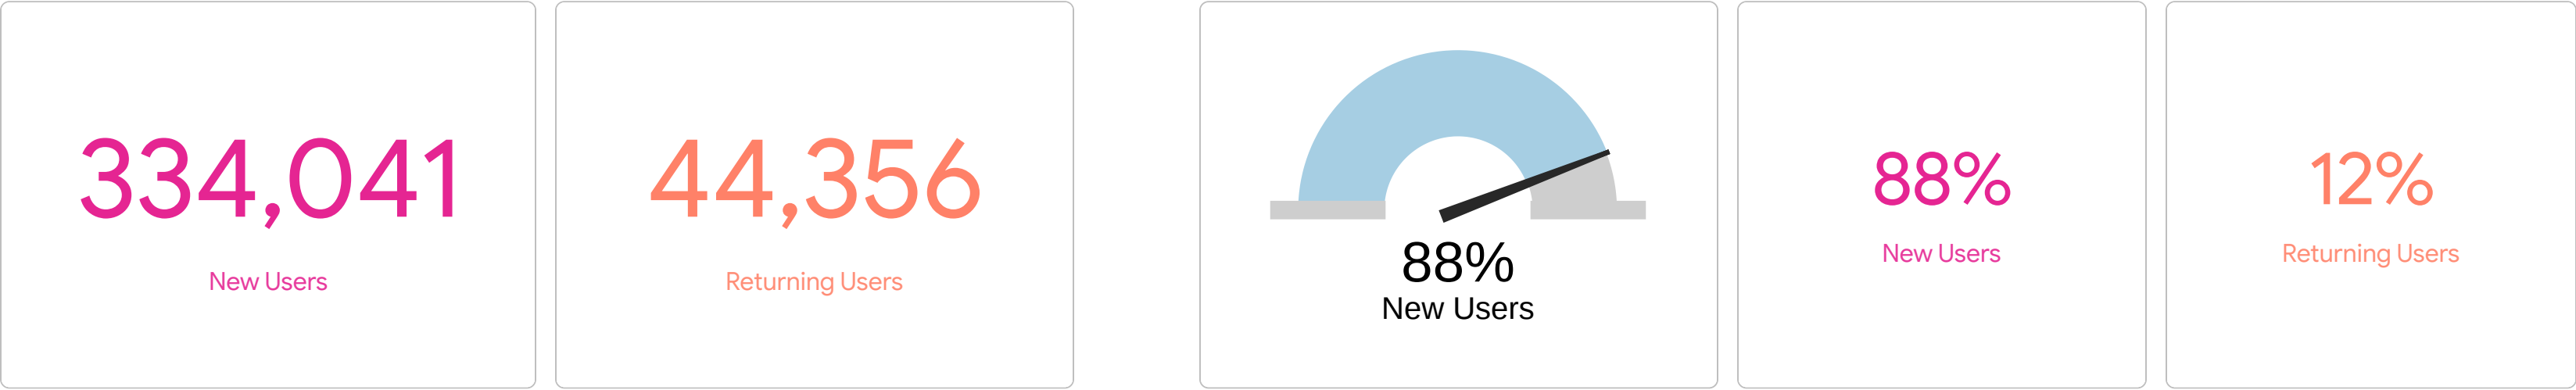 334,041
New Users
44,356
Returning Users
88%
New Users
88%
New Users
12%
Returning Users